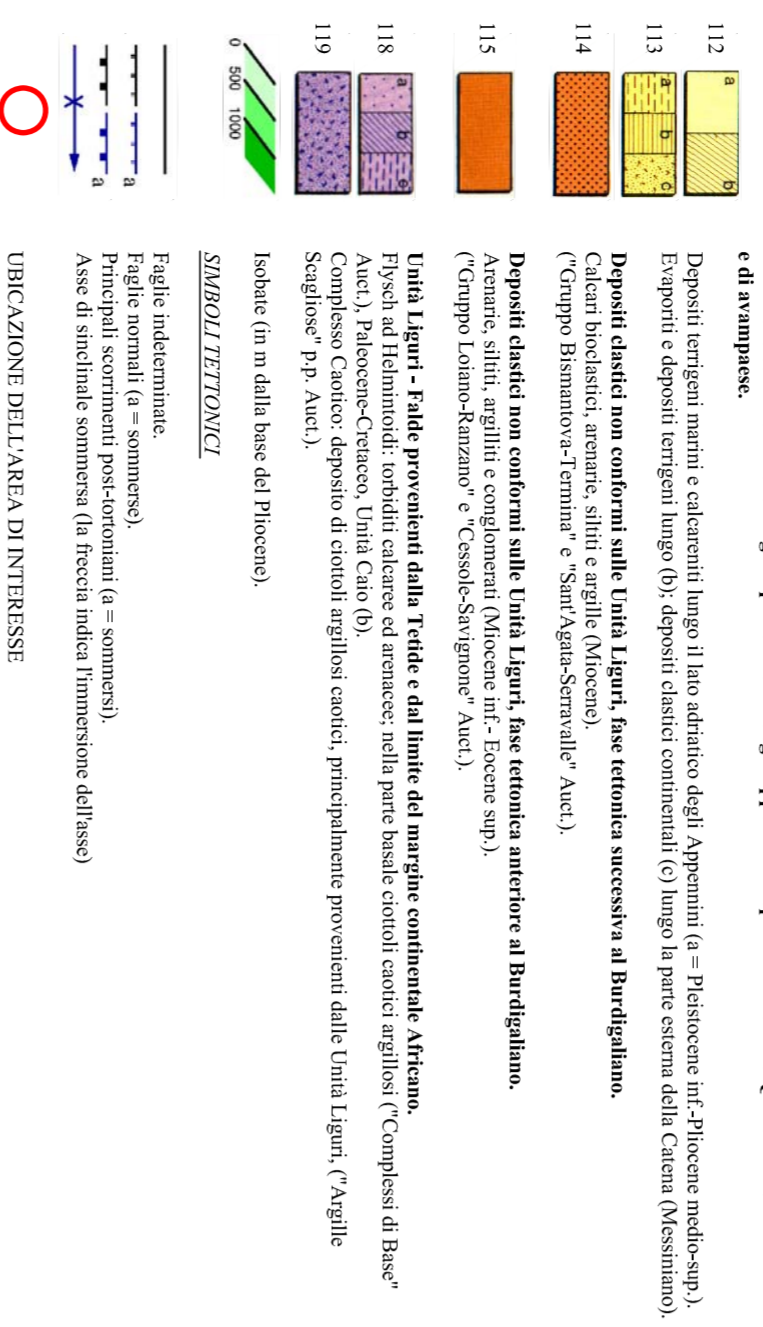 e di avampaese.
112
a
b
Depositi terrigeni marini e calcareniti lungo il lato adriatico degli Appennini (a = Pleistocene inf.-Pliocene medio-sup.).
113
a
b
c
Evaporiti e depositi terrigeni lungo (b); depositi clastici continentali (c) lungo la parte esterna della Catena (Messiniano).
Depositi clastici non conformi sulle Unità Liguri, fase tettonica successiva al Burdigaliano.
114
Calcari bioclastici, arenarie, siltiti e argille (Miocene).
("Gruppo Bismantova-Termina" e "Sant'Agata-Serravalle" Auct.).
Depositi clastici non conformi sulle Unità Liguri, fase tettonica anteriore al Burdigaliano.
115
Arenarie, siltiti, argilliti e conglomerati (Miocene inf.- Eocene sup.).
("Gruppo Loiano-Ranzano" e "Cessole-Savignone" Auct.).
Unità Liguri - Falde provenienti dalla Tetide e dal limite del margine continentale Africano.
118
a
b
Flysch ad Helmintoidi: torbiditi calcaree ed arenacee; nella parte basale ciottoli caotici argillosi ("Complessi di Base"
Auct.), Paleocene-Cretaceo, Unità Caio (b).
119
Complesso Caotico: deposito di ciottoli argillosi caotici, principalmente provenienti dalle Unità Liguri, ("Argille
Scagliose" p.p. Auct.).
0 500 1000
Isobate (in m dalla base del Pliocene).
SIMBOLI TETTONICI
Faglie indeterminate.
a
Faglie normali (a = sommerse).
a
Principali scorrimenti post-tortoniani (a = sommersi).
Asse di sinclinale sommersa (la freccia indica l'immersione dell'asse)
UBICAZIONE DELL'AREA DI INTERESSE